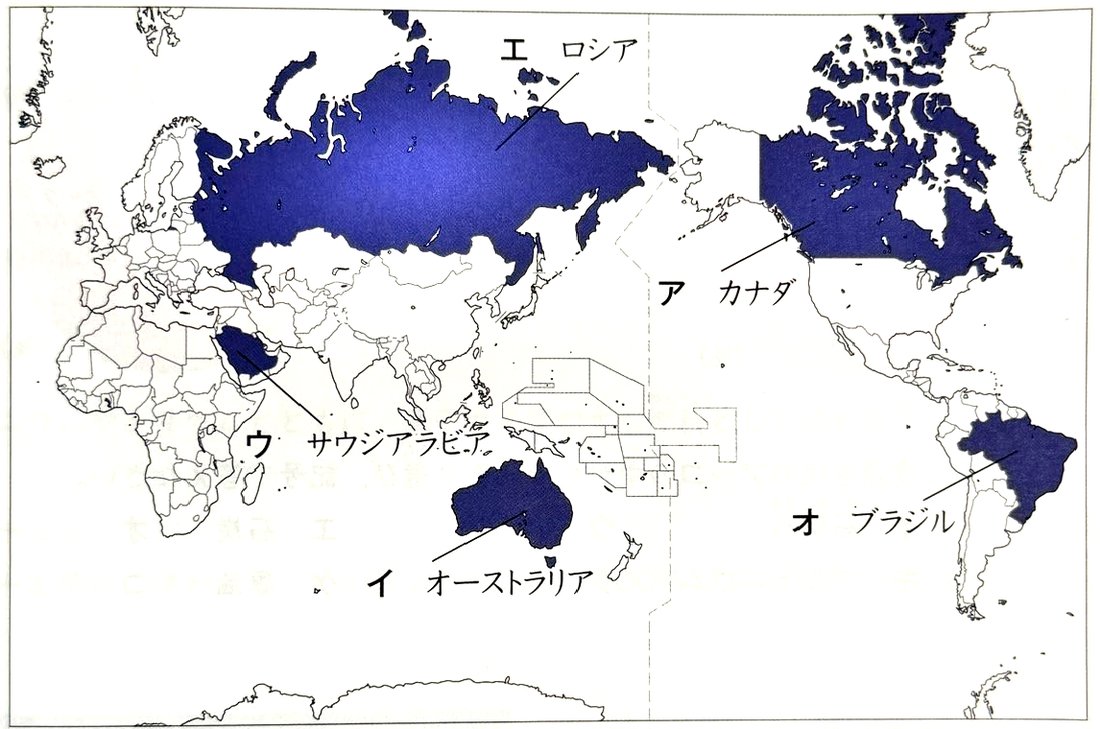 エ ロシア
ア カナダ
ウ サウジアラビア
オ ブラジル
イ オーストラリア